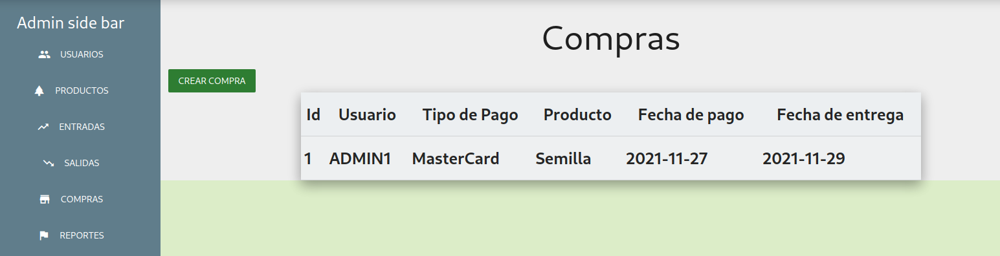 Admin side bar
USUARIOS
PRODUCTOS
ENTRADAS
SALIDAS
COMPRAS
REPORTES
Compras
CREAR COMPRA
Id Usuario Tipo de Pago Producto Fecha de pago Fecha de entrega
1 ADMIN1 MasterCard Semilla 2021-11-27 2021-11-29